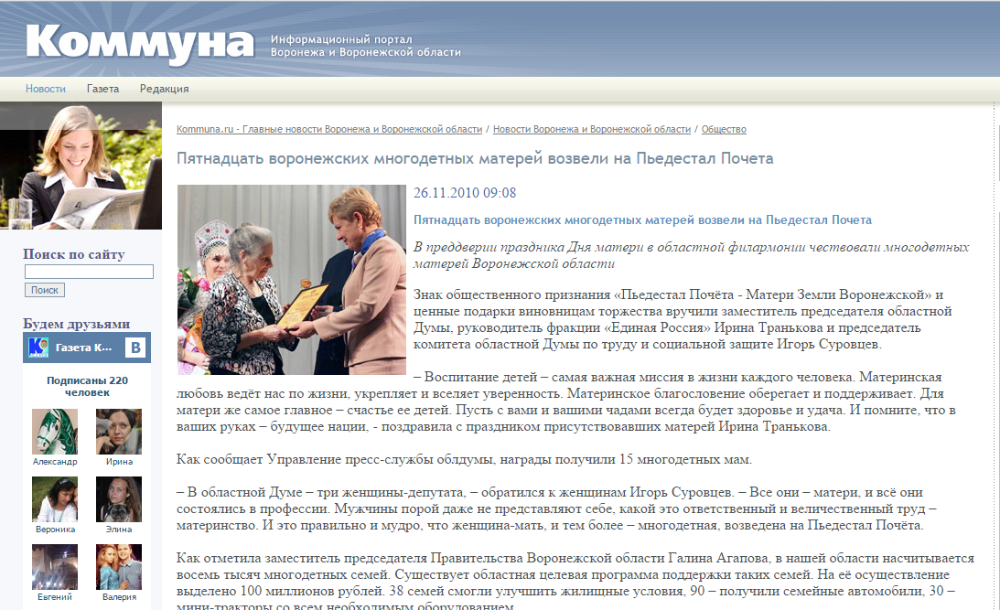 Коммуна
Информационный портал
Воронежа и Воронежской области
Новости Газета Редакция
Kommuna.ru - Главные новости Воронежа и Воронежской области / Новости Воронежа и Воронежской области / Общество
Пятнадцать воронежских многодетных матерей возвели на Пьедестал Почета
26.11.2010 09:08
Пятнадцать воронежских многодетных матерей возвели на Пьедестал Почета
В преддверии праздника Дня матери в областной филармонии чествовали многодетных
матерей Воронежской области
Знак общественного признания «Пьедестал Почёта - Матери Земли Воронежской» и
ценные подарки виновницам торжества вручили заместитель председателя областной
Думы, руководитель фракции «Единая Россия» Ирина Транькова и председатель
комитета областной Думы по труду и социальной защите Игорь Суровцев.
– Воспитание детей – самая важная миссия в жизни каждого человека. Материнская
любовь ведёт нас по жизни, укрепляет и вселяет уверенность. Материнское благословение оберегает и поддерживает. Для
матери же самое главное – счастье ее детей. Пусть с вами и вашими чадами всегда будет здоровье и удача. И помните, что в
ваших руках – будущее нации, - поздравила с праздником присутствовавших матерей Ирина Транькова.
Как сообщает Управление пресс-службы облдумы, награды получили 15 многодетных мам.
– В областной Думе – три женщины-депутата, – обратился к женщинам Игорь Суровцев. – Все они – матери, и всё они
состоялись в профессии. Мужчины порой даже не представляют себе, какой это ответственный и величественный труд –
материнство. И это правильно и мудро, что женщина-мать, и тем более – многодетная, возведена на Пьедестал Почёта.
Как отметила заместитель председателя Правительства Воронежской области Галина Агапова, в нашей области насчитывается
восемь тысяч многодетных семей. Существует областная целевая программа поддержки таких семей. На её осуществление
выделено 100 миллионов рублей. 38 семей смогли улучшить жилищные условия, 90 – получили семейные автомобили, 30 –
мини-тракторы со всем необходимым оборудованием.
Поиск по сайту
Поиск
Будем друзьями
Газета К... В
Подписаны 220
человек
Александр Ирина
Вероника Элина
Евгений Валерия